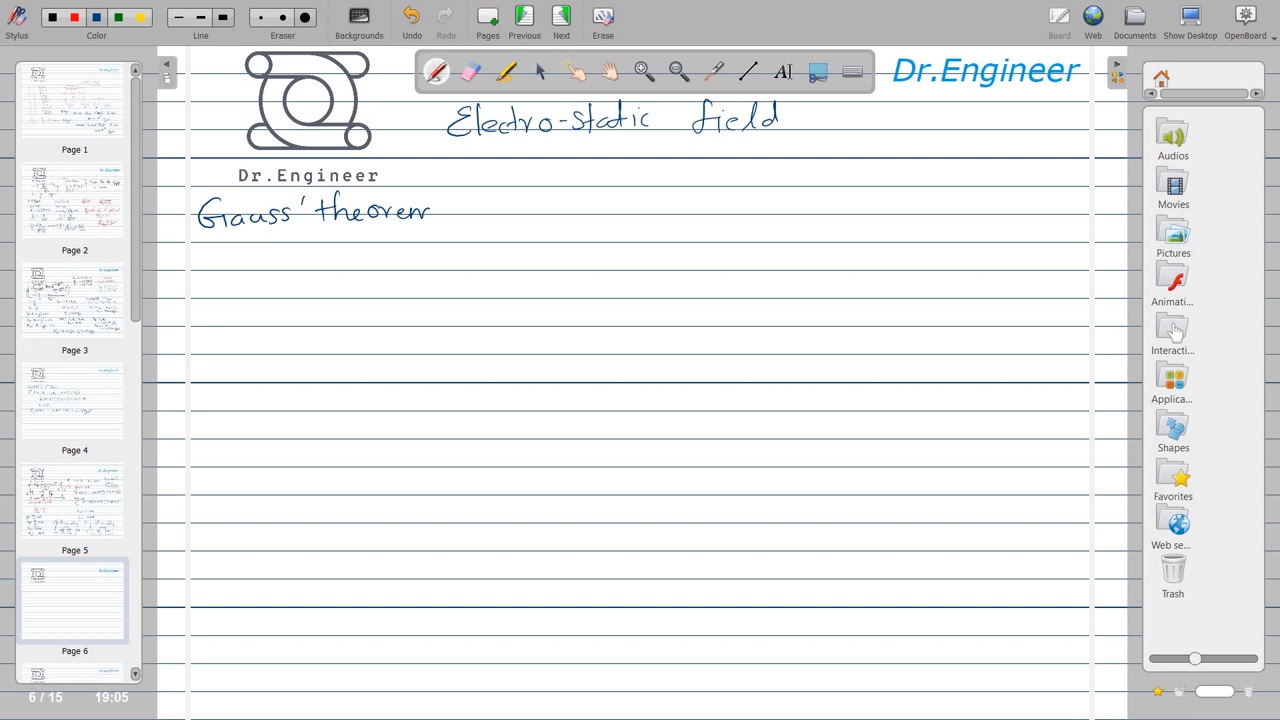 Stylus
Color
Line
Eraser
Backgrounds
Undo
Redo
Pages
Previous
Next
Erase
Board
Web
Documents
Show Desktop
OpenBoard
Dr.Engineer
Electro-static field
Dr.Engineer
Gauss' theorem
Page 1
Page 2
Page 3
Page 4
Page 5
Page 6
6 / 15 19:05
Audios
Movies
Pictures
Animati...
Interacti...
Applica...
Shapes
Favorites
Web se...
Trash